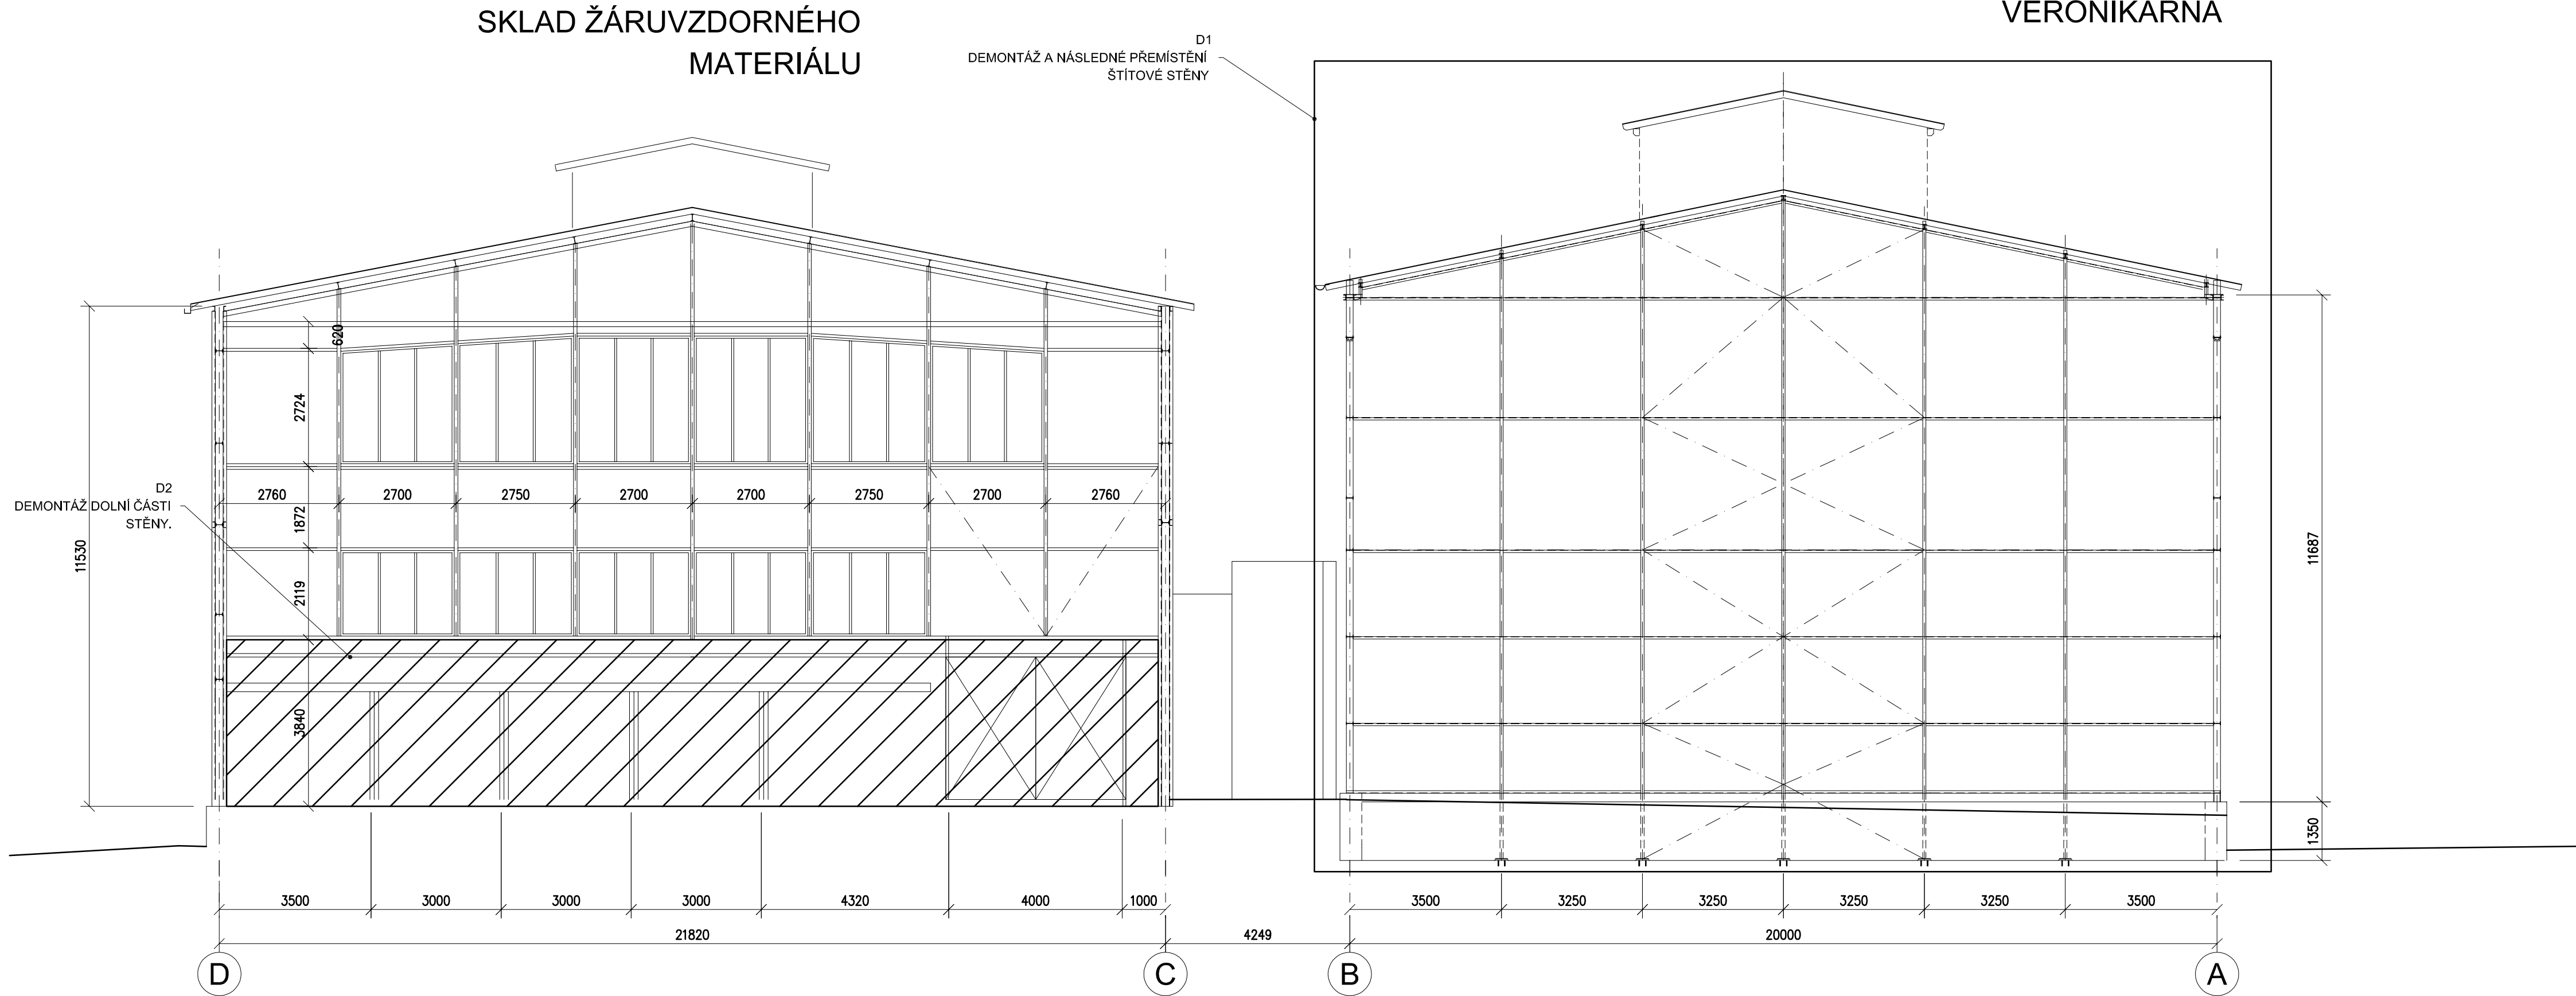 SKLAD ŽÁRUVZDORNÉHO
MATERIÁLU
VERONIKÁRNA
D1
DEMONTÁŽ A NÁSLEDNÉ PŘEMÍSTĚNÍ
ŠTÍTOVÉ STĚNY
D2
DEMONTÁŽ DOLNÍ ČÁSTI
STĚNY.
11530
620
2724
1872
2119
3840
2760 2700 2750 2700 2700 2750 2700 2760
11687
1350
3500 3000 3000 3000 4320 4000 1000
3500 3250 3250 3250 3250 3500
21820 4249 20000
D C B A